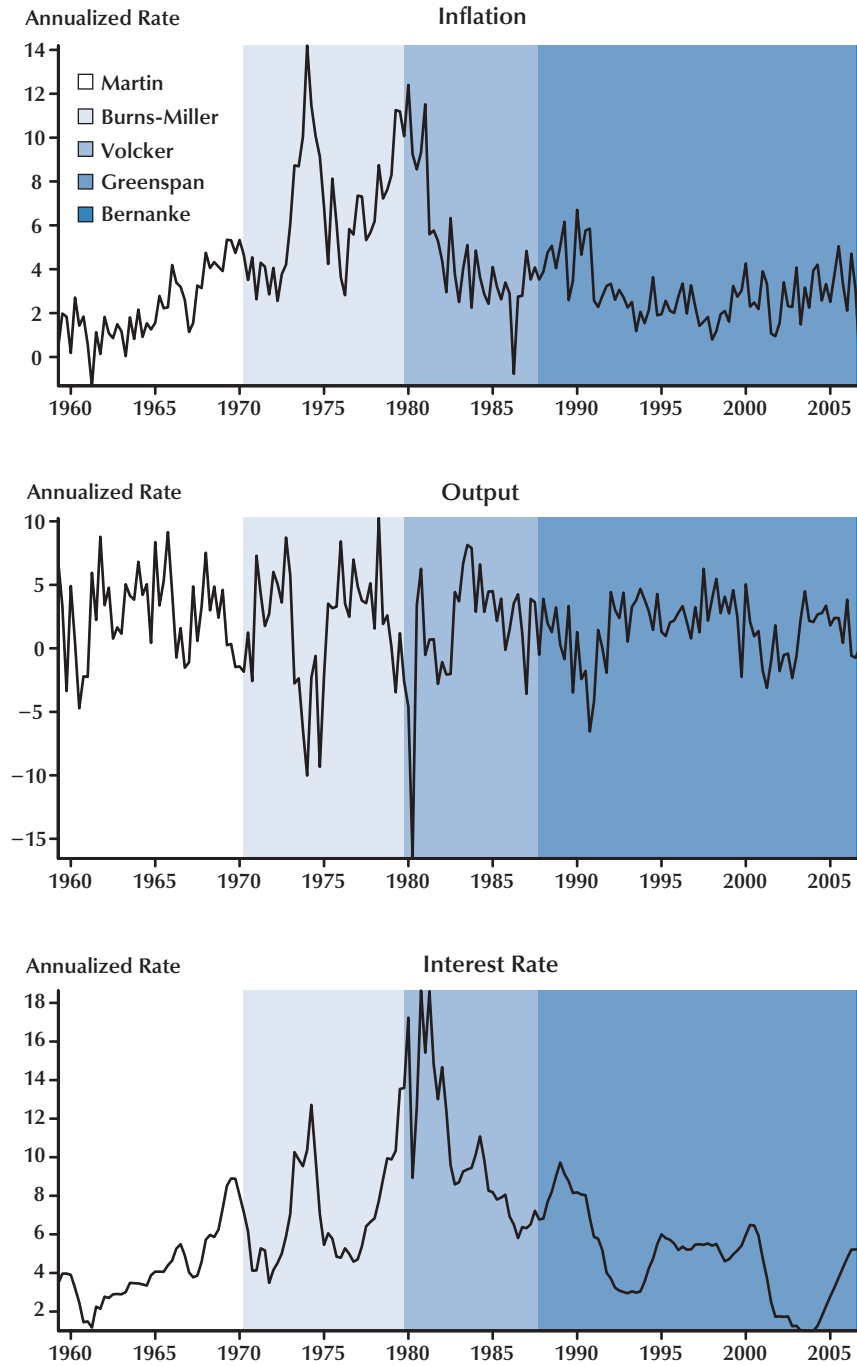 Annualized Rate Inflation
14
12
10
8
6
4
2
0
Martin
Burns-Miller
Volcker
Greenspan
Bernanke
1960 1965 1970 1975 1980 1985 1990 1995 2000 2005
Annualized Rate Output
10
5
0
−5
−10
−15
1960 1965 1970 1975 1980 1985 1990 1995 2000 2005
Annualized Rate Interest Rate
18
16
14
12
10
8
6
4
2
1960 1965 1970 1975 1980 1985 1990 1995 2000 2005